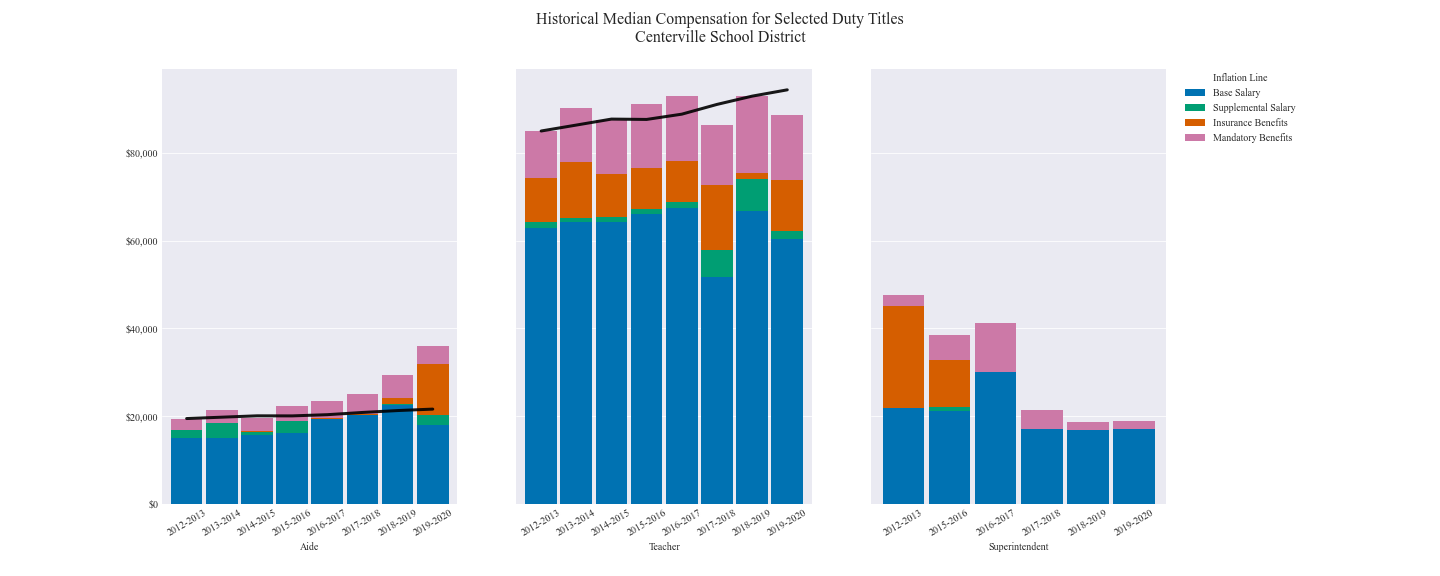 Historical Median Compensation for Selected Duty Titles
Centerville School District
Inflation Line
Base Salary
Supplemental Salary
Insurance Benefits
Mandatory Benefits
$80,000
$60,000
$40,000
$20,000
$0
2012-2013
2013-2014
2014-2015
2015-2016
2016-2017
2017-2018
2018-2019
2019-2020
Aide
2012-2013
2013-2014
2014-2015
2015-2016
2016-2017
2017-2018
2018-2019
2019-2020
Teacher
2012-2013
2015-2016
2016-2017
2017-2018
2018-2019
2019-2020
Superintendent